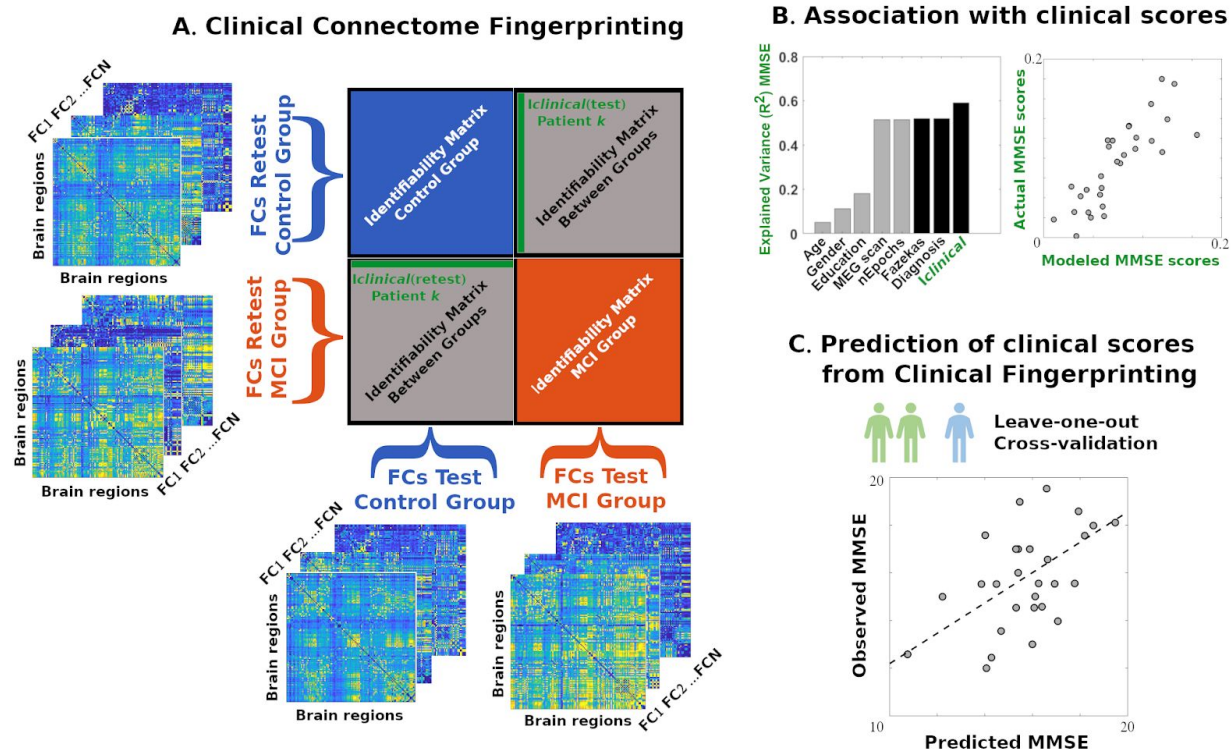 A. Clinical Connectome Fingerprinting
FC1 FC2 ...FCN
Brain regions
Brain regions
FCs Retest
Control Group
Identifiability Matrix
Control Group
Iclinical(test)
Patient k
Identifiability Matrix
Between Groups
FC1 FC2 ...FCN
Brain regions
Brain regions
FCs Retest
MCI Group
Iclinical(retest)
Patient k
Identifiability Matrix
Between Groups
Identifiability Matrix
MCI Group
FCs Test
Control Group
FCs Test
MCI Group
FC1 FC2 ...FCN
Brain regions
Brain regions
FC1 FC2 ...FCN
Brain regions
Brain regions
B. Association with clinical scores
Explained Variance (R²) MMSE
0.8
0.6
0.4
0.2
0
Age
Gender
Education
MEG scan
nEpochs
Fazekas
Diagnosis
Iclinical
Actual MMSE scores
0.2
0
0.2
Modeled MMSE scores
C. Prediction of clinical scores
from Clinical Fingerprinting
Leave-one-out
Cross-validation
Observed MMSE
20
10
20
Predicted MMSE